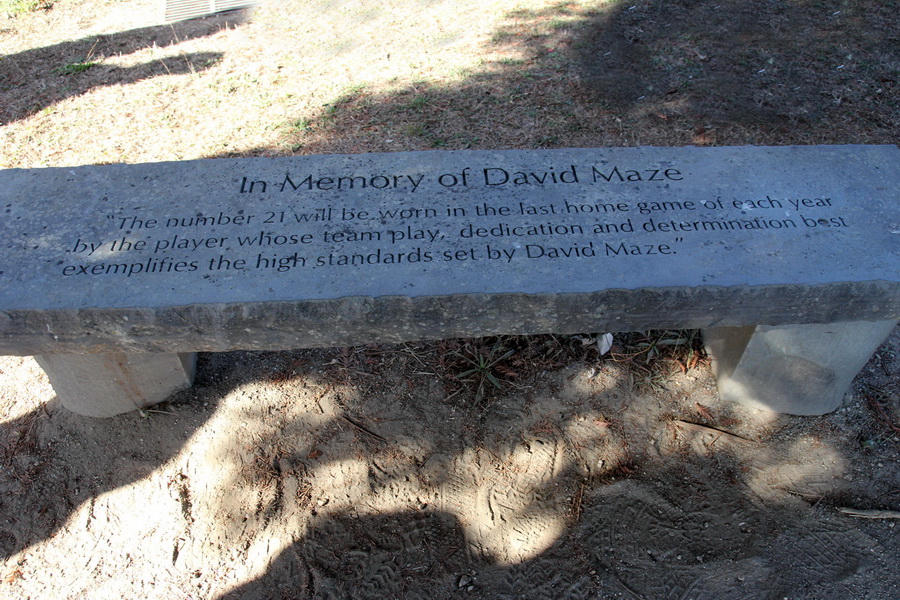 In Memory of David Maze
"The number 21 will be worn in the last home game of each year
by the player whose team play, dedication and determination best
exemplifies the high standards set by David Maze."